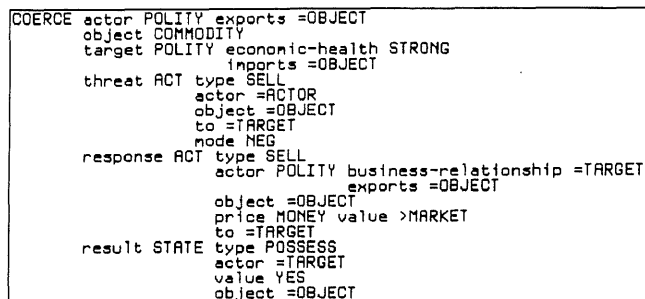 COERCE actor POLITY exports =OBJECT
object COMMODITY
target POLITY economic-health STRONG
imports =OBJECT
threat ACT type SELL
actor =ACTOR
object =OBJECT
to =TARGET
mode NEG
response ACT type SELL
actor POLITY business-relationship =TARGET
exports =OBJECT
object =OBJECT
price MONEY value >MARKET
to =TARGET
result STATE type POSSESS
actor =TARGET
value YES
object =OBJECT